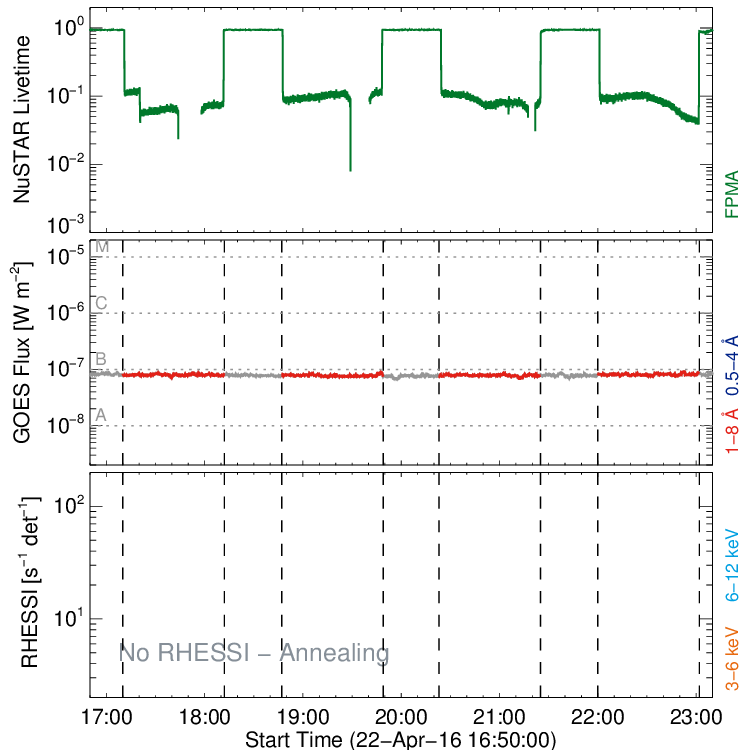 NuSTAR Livetime
10⁰
10⁻¹
10⁻²
10⁻³
FPMA
GOES Flux [W m⁻²]
10⁻⁵
10⁻⁶
10⁻⁷
10⁻⁸
M
C
B
A
1−8 Å 0.5−4 Å
RHESSI [s⁻¹ det⁻¹]
10²
10¹
No RHESSI − Annealing
3−6 keV 6−12 keV
17:00 18:00 19:00 20:00 21:00 22:00 23:00
Start Time (22−Apr−16 16:50:00)